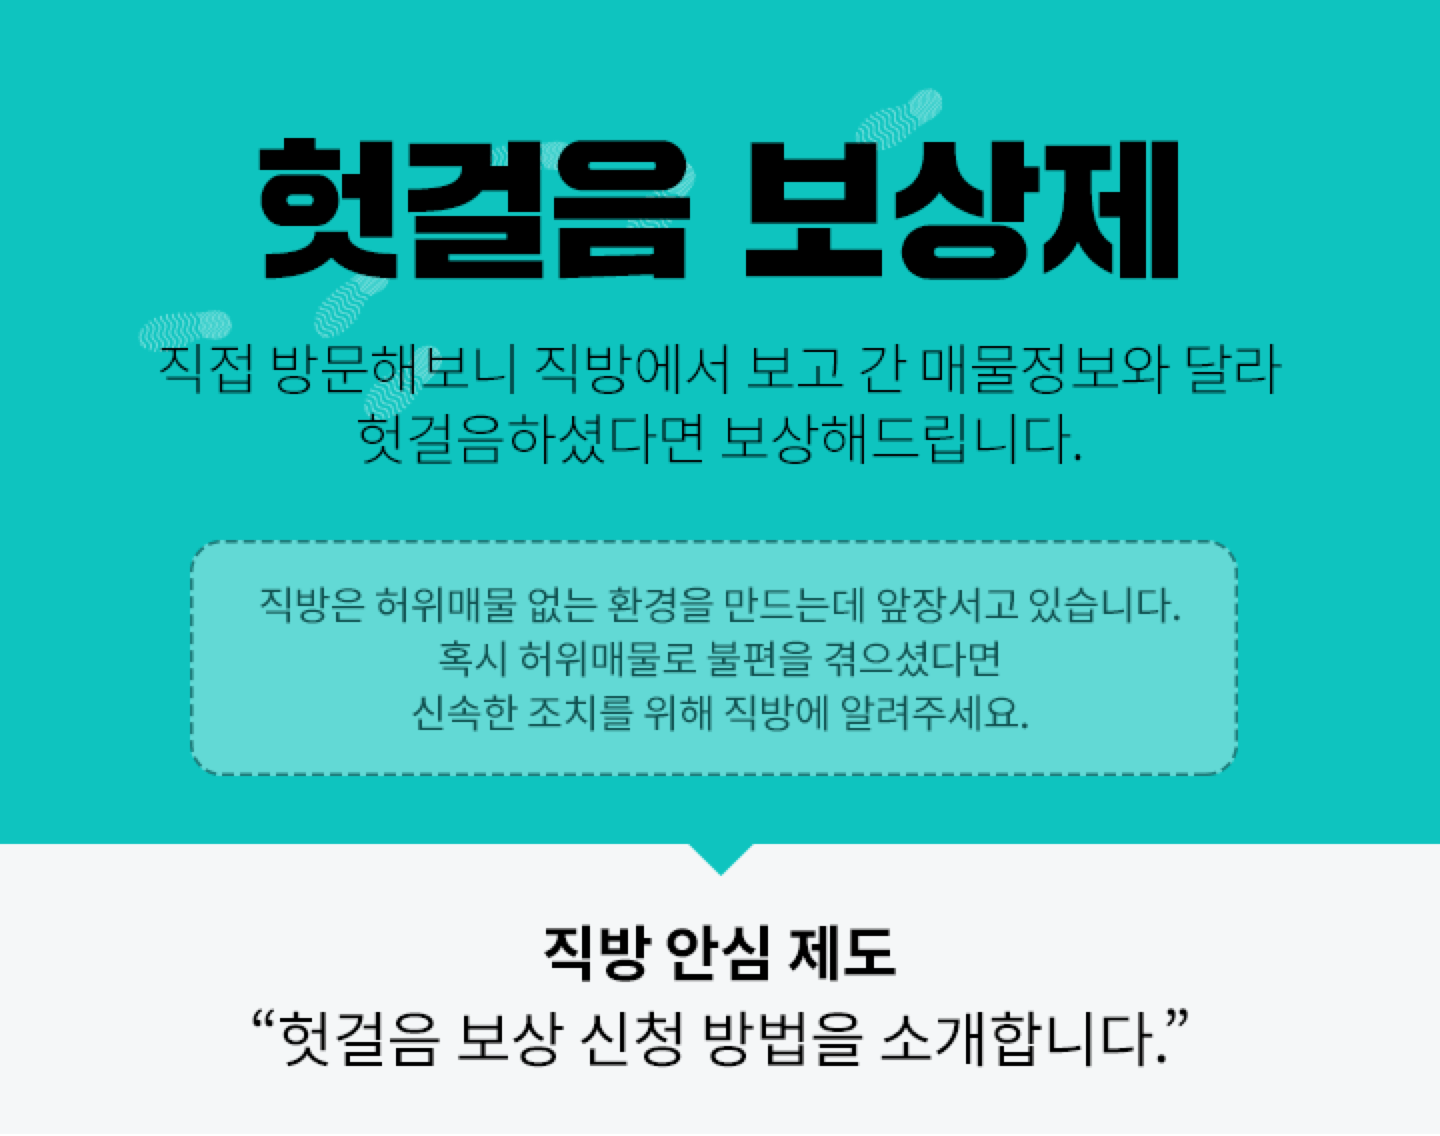 헛걸음 보상제
직접 방문해보니 직방에서 보고 간 매물정보와 달라
헛걸음하셨다면 보상해드립니다.
직방은 허위매물 없는 환경을 만드는데 앞장서고 있습니다.
혹시 허위매물로 불편을 겪으셨다면
신속한 조치를 위해 직방에 알려주세요.
직방 안심 제도
“헛걸음 보상 신청 방법을 소개합니다.”